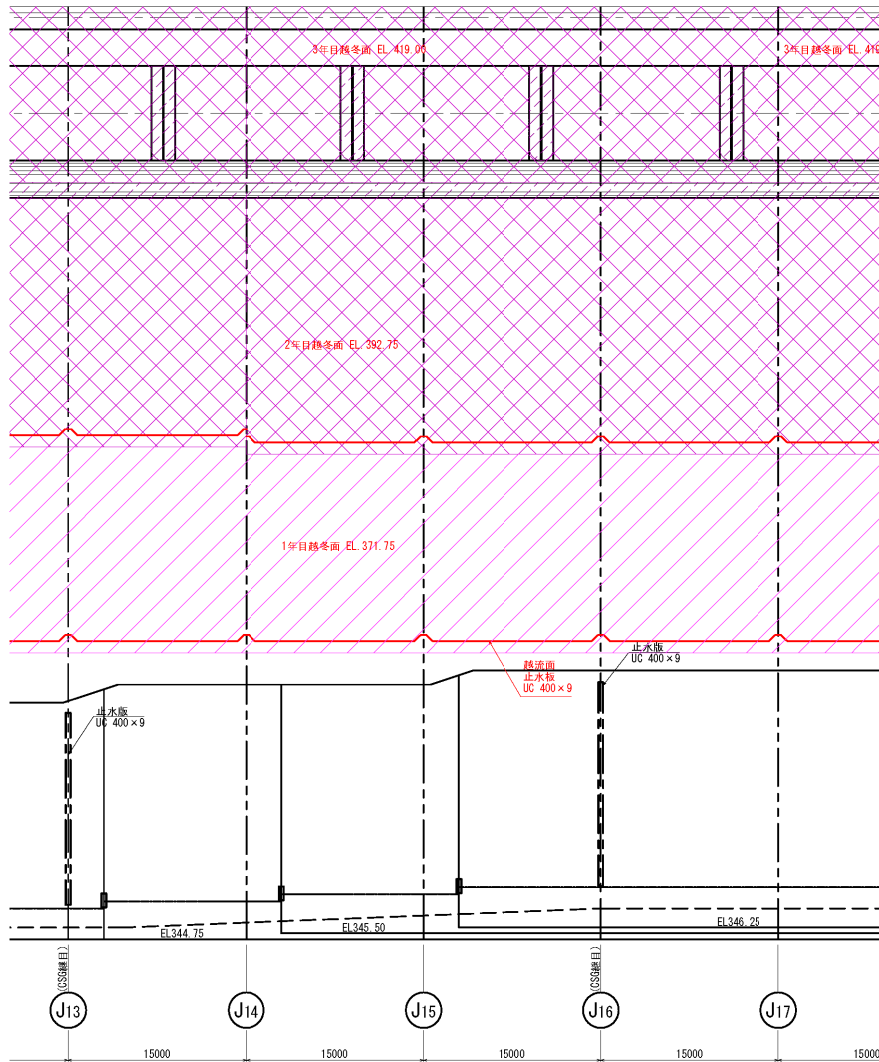 3年目越冬面 EL.419.00
3年目越冬面 EL.419
2年目越冬面 EL.392.75
1年目越冬面 EL.371.75
越流面
止水板
UC 400×9
止水版
UC 400×9
止水版
UC 400×9
EL344.75
EL345.50
EL346.25
(CSG継目)
(CSG継目)
J13
J14
J15
J16
J17
15000
15000
15000
15000
15000